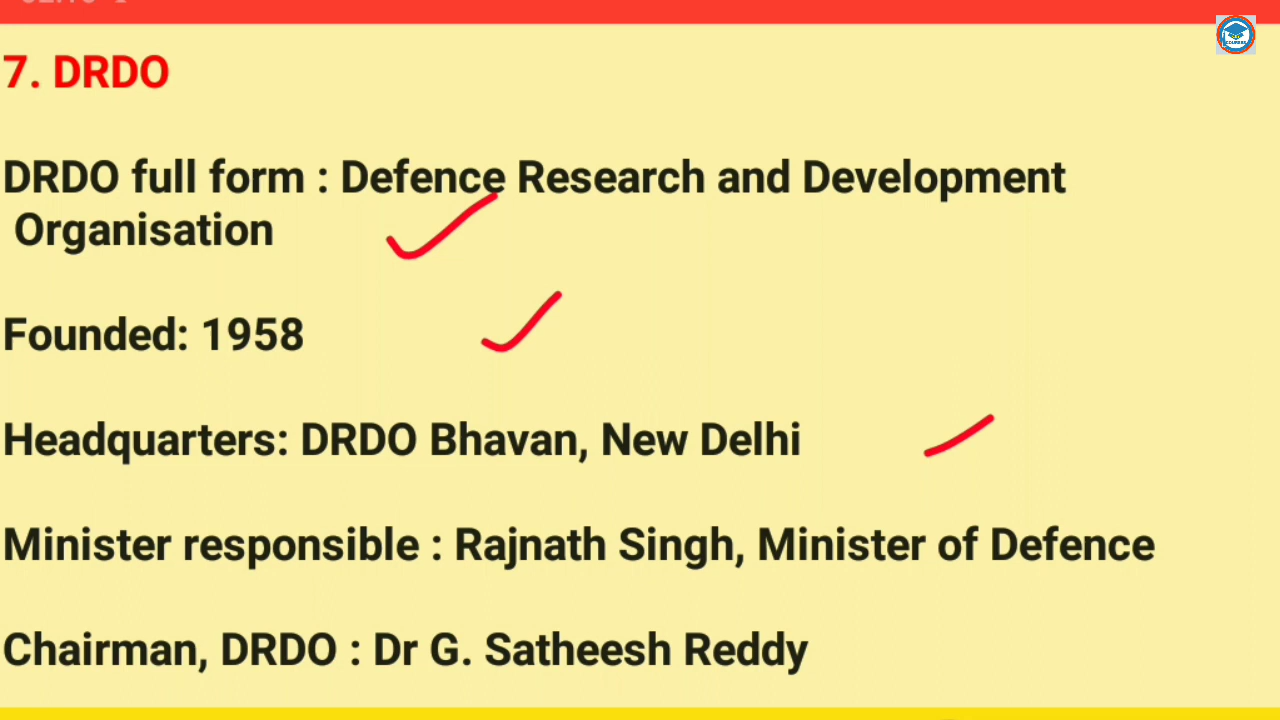 7. DRDO
DRDO full form : Defence Research and Development
Organisation
Founded: 1958
Headquarters: DRDO Bhavan, New Delhi
Minister responsible : Rajnath Singh, Minister of Defence
Chairman, DRDO : Dr G. Satheesh Reddy